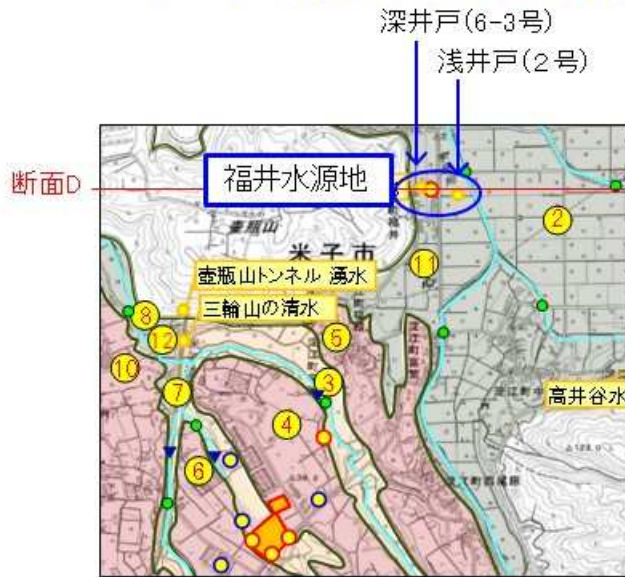 深井戸(6-3号)
浅井戸(2号)
断面D
福井水源地
壺瓶山
米子市
②
⑪
壺瓶山トンネル 湧水
三輪山の清水
⑧
⑫
⑤
⑩
③
⑦
④
高井谷水
⑥